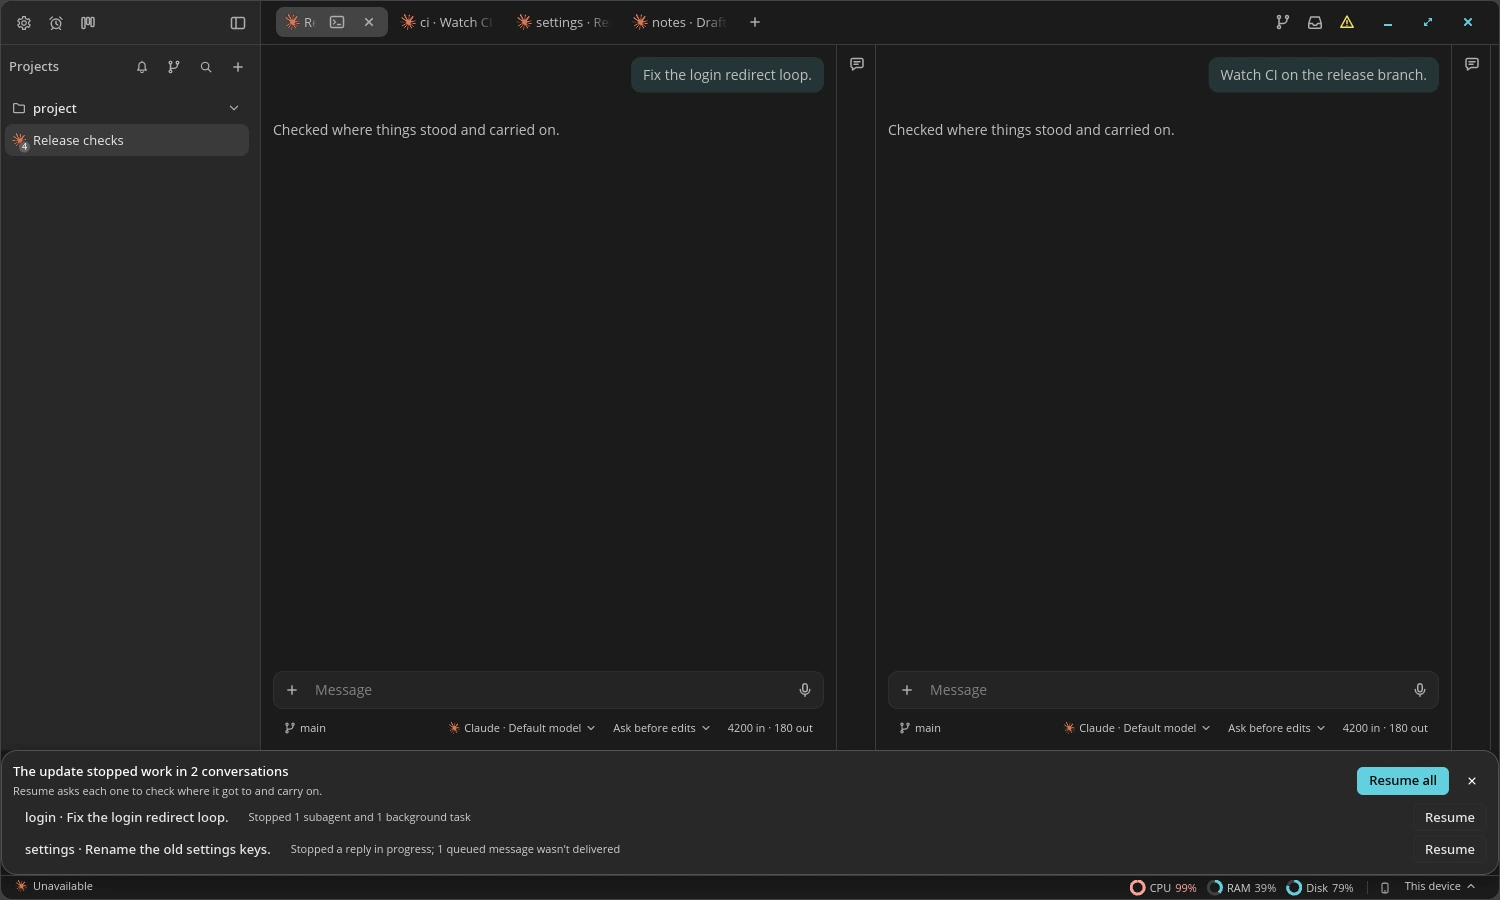 ci · Watch CI
settings · Re
notes · Draft
Projects
project
4
Release checks
Fix the login redirect loop.
Checked where things stood and carried on.
Message
main
Claude · Default model
Ask before edits
4200 in · 180 out
Watch CI on the release branch.
Checked where things stood and carried on.
Message
main
Claude · Default model
Ask before edits
4200 in · 180 out
The update stopped work in 2 conversations
Resume asks each one to check where it got to and carry on.
Resume all
login · Fix the login redirect loop. Stopped 1 subagent and 1 background task
Resume
settings · Rename the old settings keys. Stopped a reply in progress; 1 queued message wasn't delivered
Resume
Unavailable
CPU 99%
RAM 39%
Disk 79%
This device